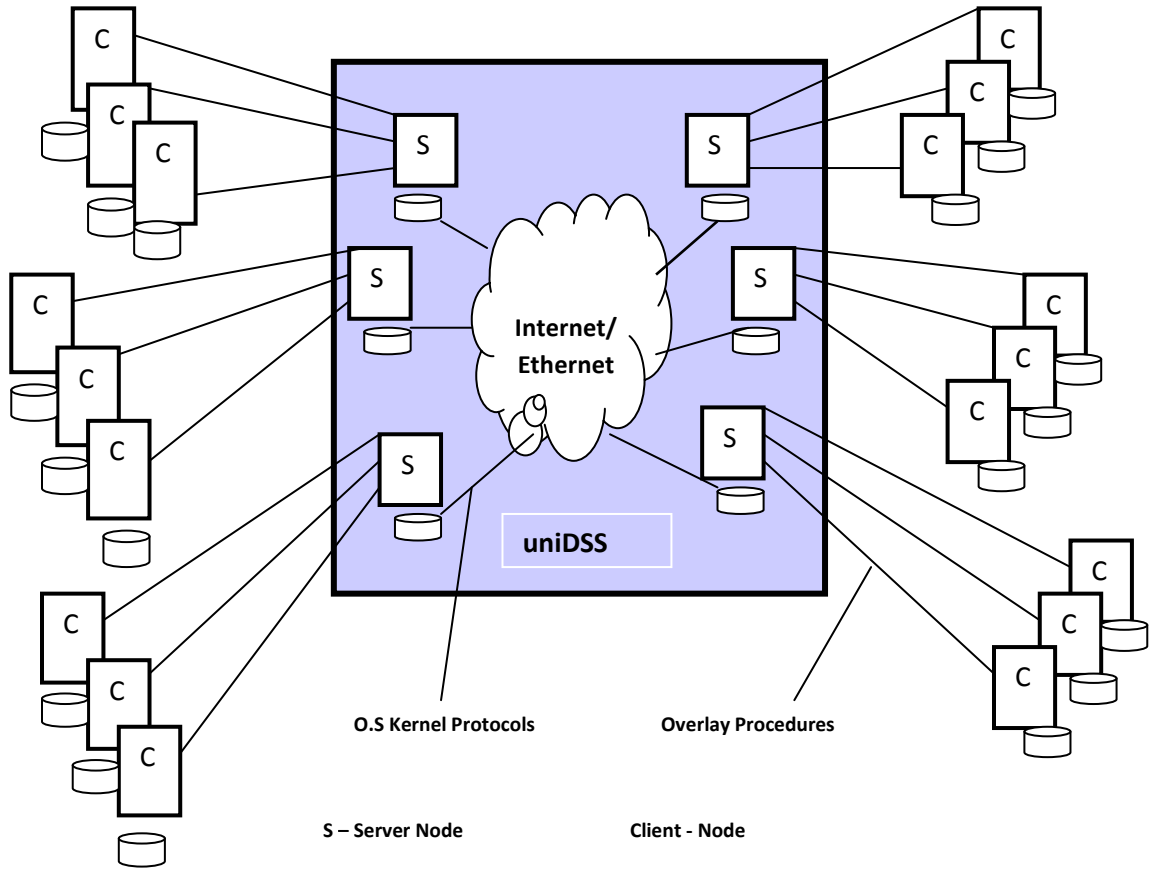 C
C
C
C
C
C
S
S
S
S
C
C
C
Internet/
Ethernet
C
C
C
S
S
uniDSS
C
C
C
C
C
C
O.S Kernel Protocols
Overlay Procedures
S – Server Node
Client - Node